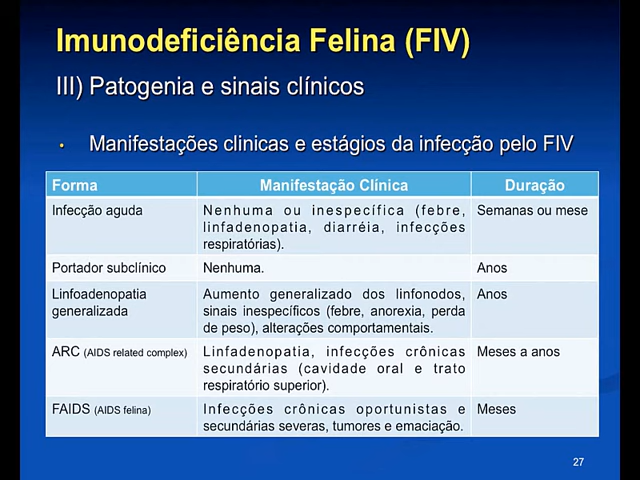 Imunodeficiência Felina (FIV)
III) Patogenia e sinais clínicos
• Manifestações clinicas e estágios da infecção pelo FIV
Forma Manifestação Clínica Duração
Infecção aguda Nenhuma ou inespecífica (febre, Semanas ou mese
linfadenopatia, diarréia, infecções
respiratórias).
Portador subclínico Nenhuma. Anos
Linfoadenopatia Aumento generalizado dos linfonodos, Anos
generalizada sinais inespecíficos (febre, anorexia, perda
de peso), alterações comportamentais.
ARC (AIDS related complex) Linfadenopatia, infecções crônicas Meses a anos
secundárias (cavidade oral e trato
respiratório superior).
FAIDS (AIDS felina) Infecções crônicas oportunistas e Meses
secundárias severas, tumores e emaciação.
27